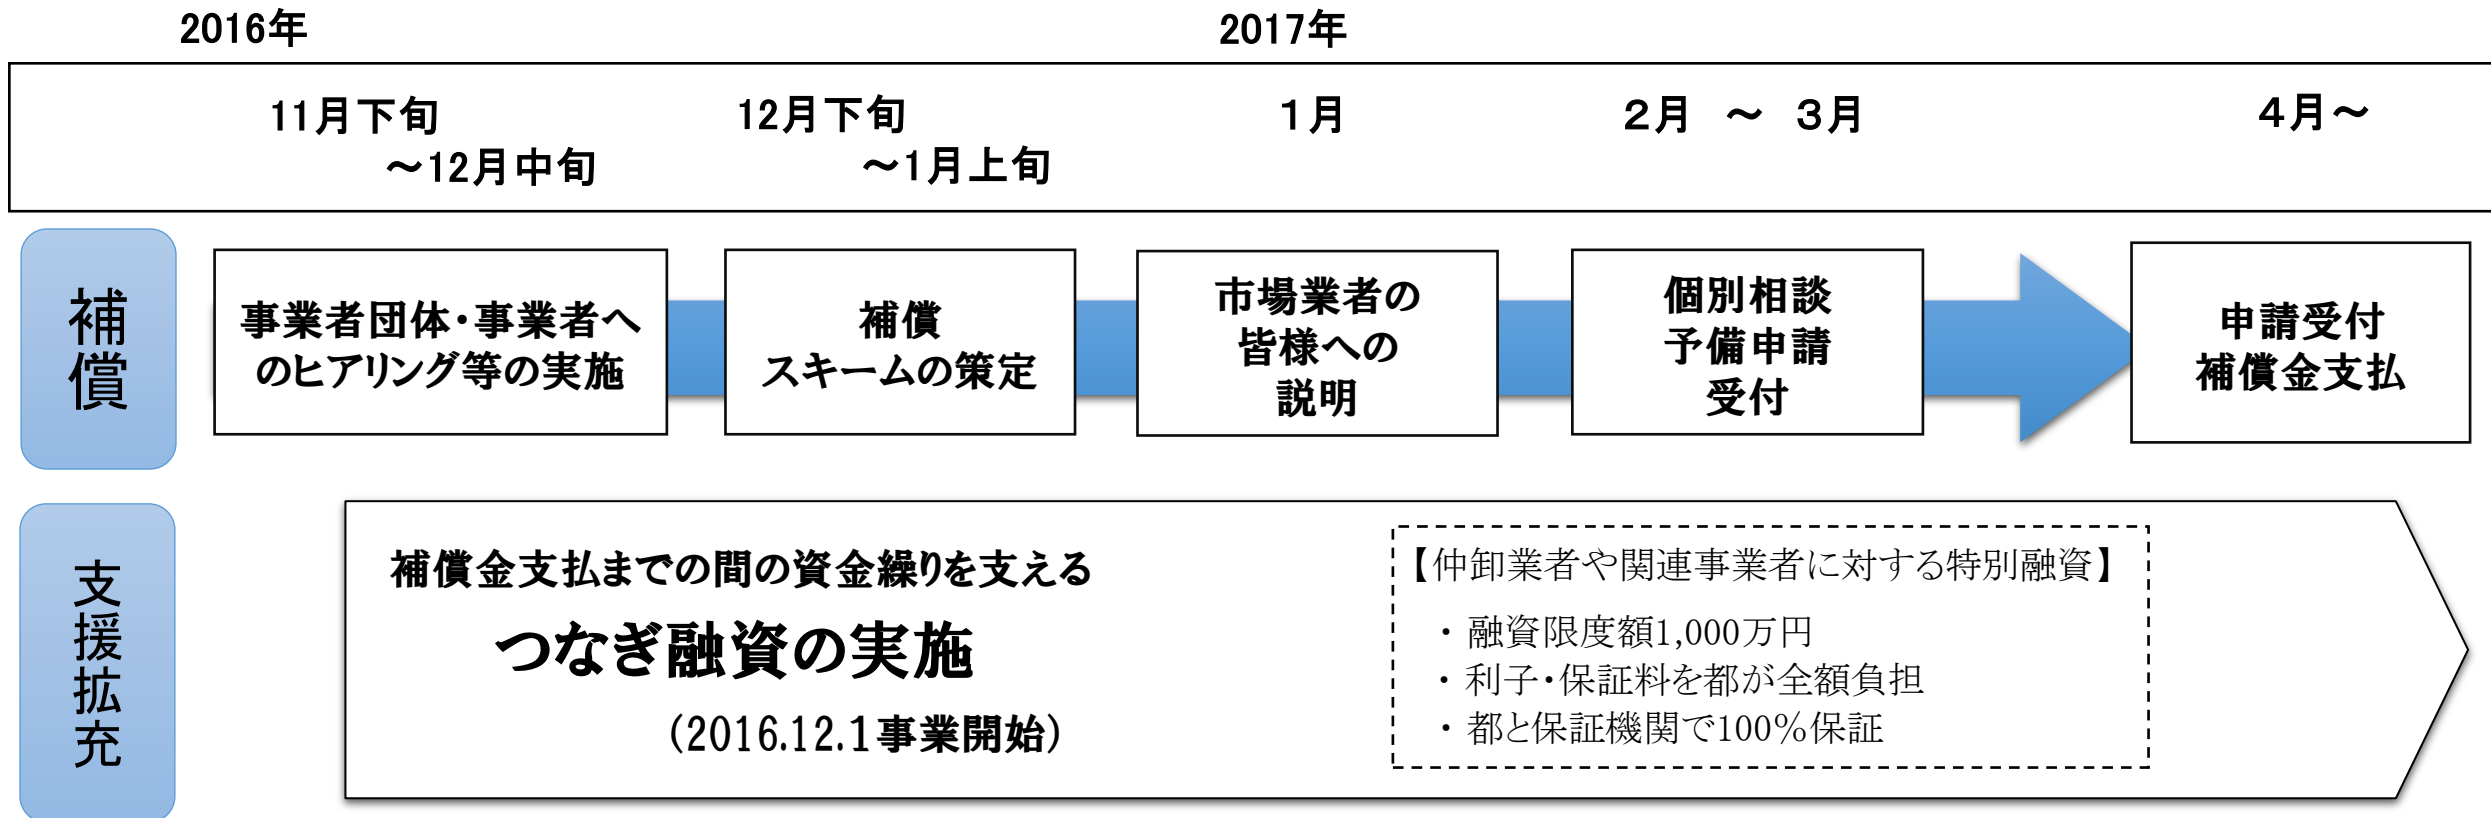 2016年
2017年
11月下旬
～12月中旬
12月下旬
～1月上旬
１月
２月　～　３月
４月～
補償
事業者団体・事業者へ
のヒアリング等の実施
補償
スキームの策定
市場業者の
皆様への
説明
個別相談
予備申請
受付
申請受付
補償金支払
支援拡充
補償金支払までの間の資金繰りを支える
つなぎ融資の実施
（2016.12.1事業開始）
【仲卸業者や関連事業者に対する特別融資】
・融資限度額1,000万円
・利子・保証料を都が全額負担
・都と保証機関で100％保証